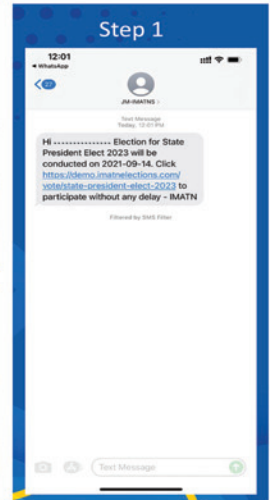 Step 1
12:01
WhatsApp
27
JM-IMATNS >
Text Message
Today, 12:01 PM
Hi ................ Election for State
President Elect 2023 will be
conducted on 2021-09-14. Click
https://demo.imatnelections.com/
vote/state-president-elect-2023 to
participate without any delay - IMATN
Filtered by SMS Filter
Text Message